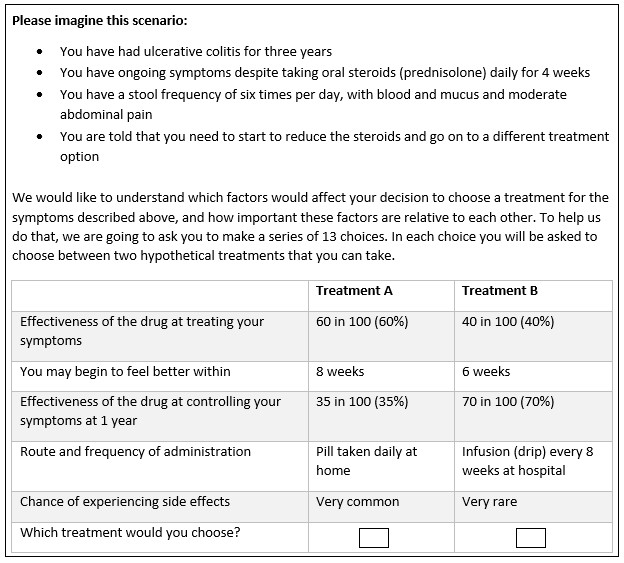 Please imagine this scenario:
• You have had ulcerative colitis for three years
• You have ongoing symptoms despite taking oral steroids (prednisolone) daily for 4 weeks
• You have a stool frequency of six times per day, with blood and mucus and moderate
abdominal pain
• You are told that you need to start to reduce the steroids and go on to a different treatment
option
We would like to understand which factors would affect your decision to choose a treatment for the
symptoms described above, and how important these factors are relative to each other. To help us
do that, we are going to ask you to make a series of 13 choices. In each choice you will be asked to
choose between two hypothetical treatments that you can take.
Treatment A Treatment B
Effectiveness of the drug at treating your 60 in 100 (60%) 40 in 100 (40%)
symptoms
You may begin to feel better within 8 weeks 6 weeks
Effectiveness of the drug at controlling your 35 in 100 (35%) 70 in 100 (70%)
symptoms at 1 year
Route and frequency of administration Pill taken daily at Infusion (drip) every 8
home weeks at hospital
Chance of experiencing side effects Very common Very rare
Which treatment would you choose?